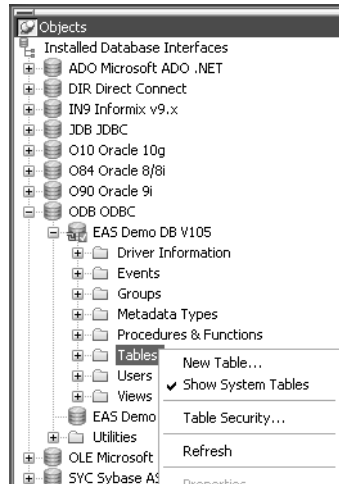 Objects
Installed Database Interfaces
ADO Microsoft ADO .NET
DIR Direct Connect
IN9 Informix v9.x
JDB JDBC
O10 Oracle 10g
O84 Oracle 8/8i
O90 Oracle 9i
ODB ODBC
EAS Demo DB V105
Driver Information
Events
Groups
Metadata Types
Procedures & Functions
Tables
New Table...
Users
Show System Tables
Views
EAS Demo
Table Security...
Utilities
OLE Microsoft
Refresh
SYC Sybase AS
Properties